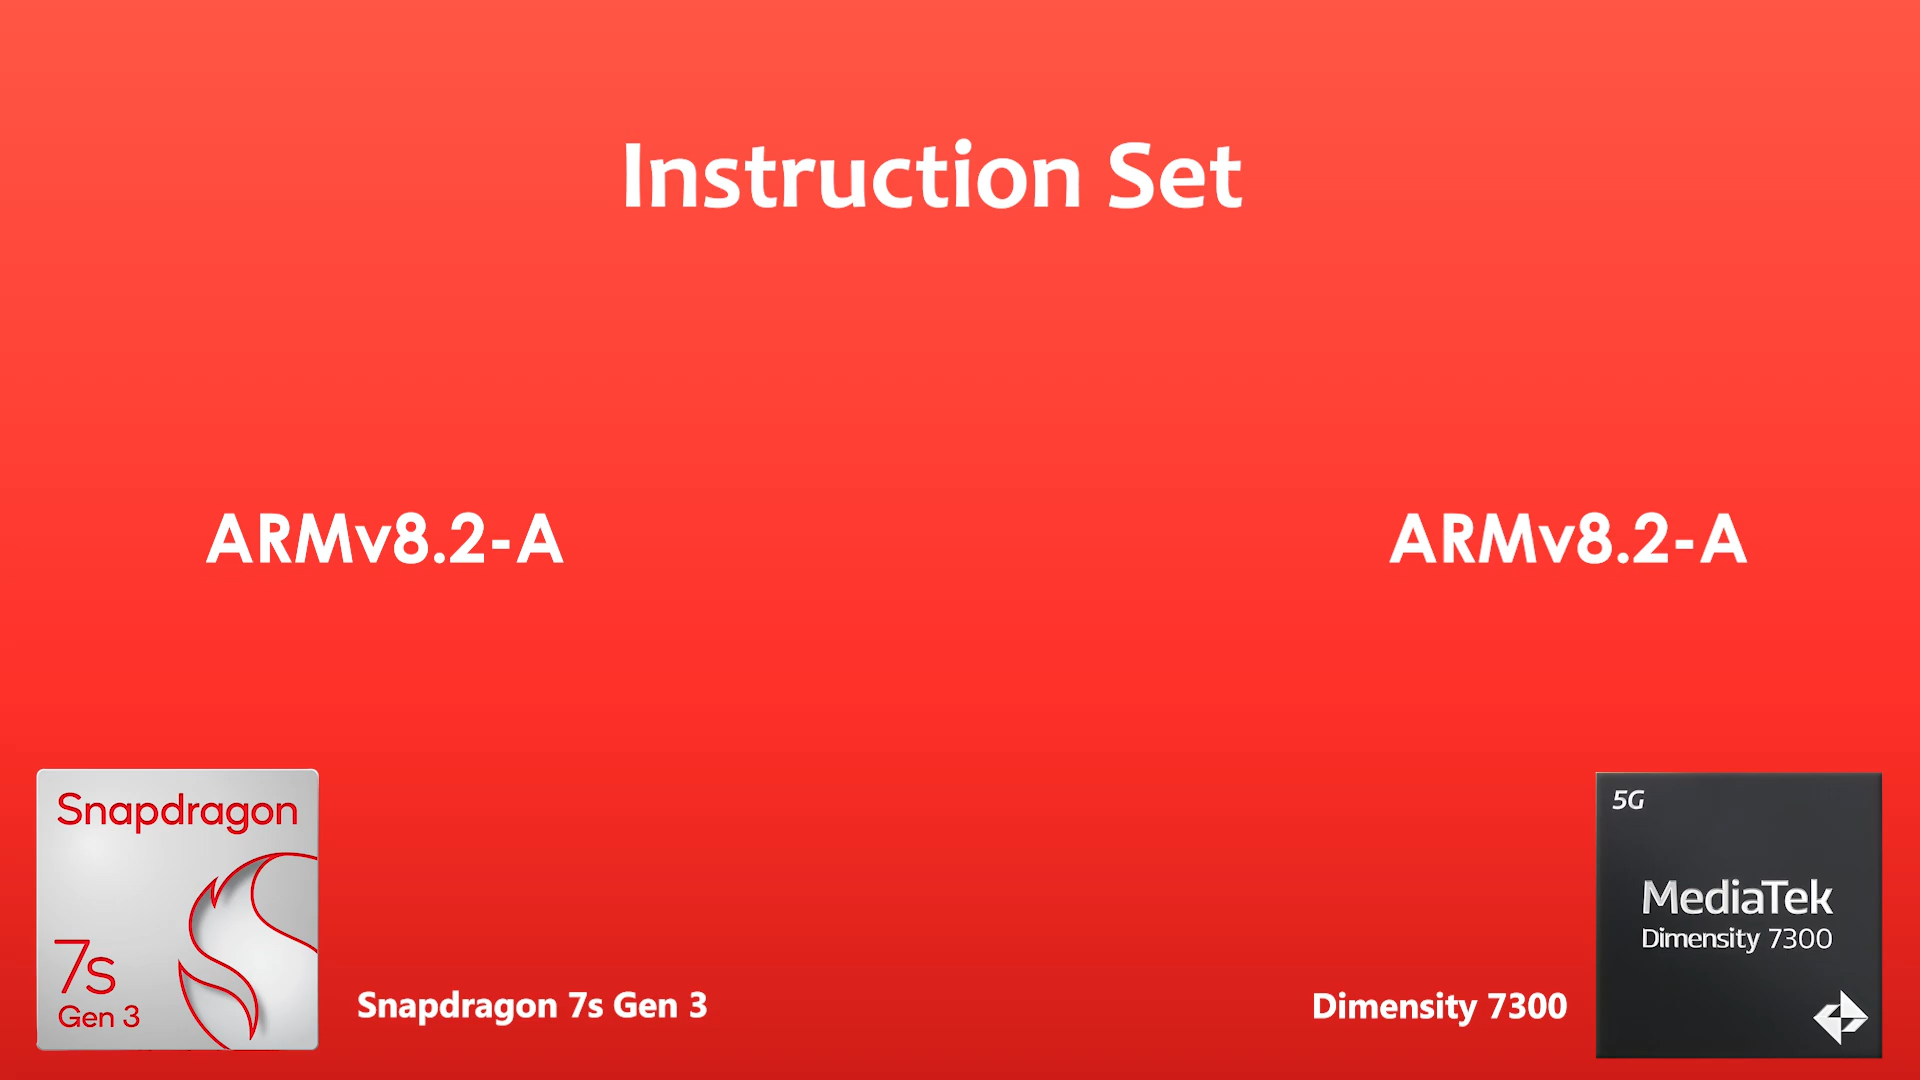 Instruction Set
ARMv8.2-A
ARMv8.2-A
Snapdragon
7s
Gen 3
Snapdragon 7s Gen 3
Dimensity 7300
5G
MediaTek
Dimensity 7300